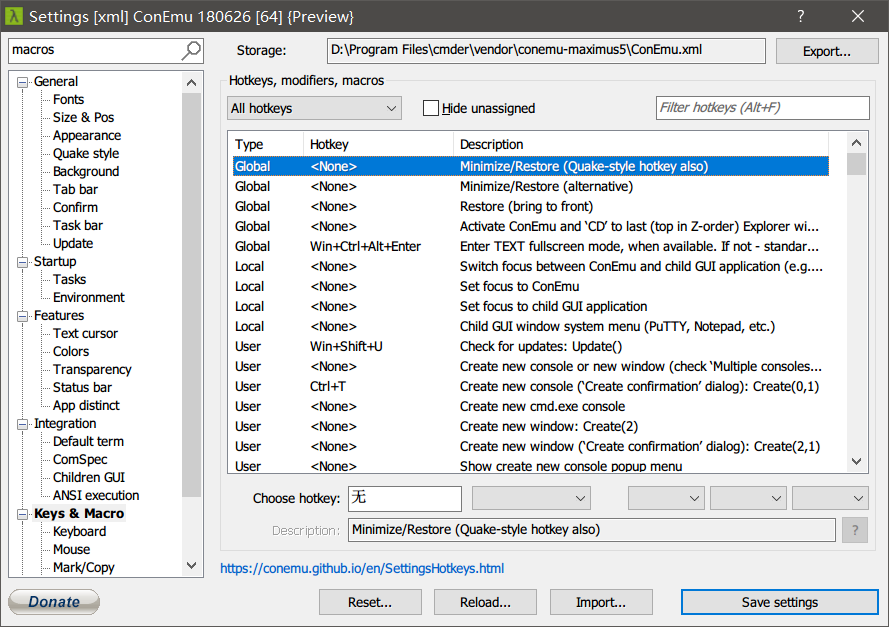 Settings [xml] ConEmu 180626 [64] {Preview}
macros
Storage: D:\Program Files\cmder\vendor\conemu-maximus5\ConEmu.xml Export...
General
Fonts
Size & Pos
Appearance
Quake style
Background
Tab bar
Confirm
Task bar
Update
Startup
Tasks
Environment
Features
Text cursor
Colors
Transparency
Status bar
App distinct
Integration
Default term
ComSpec
Children GUI
ANSI execution
Keys & Macro
Keyboard
Mouse
Mark/Copy
Hotkeys, modifiers, macros
All hotkeys Hide unassigned Filter hotkeys (Alt+F)
Type Hotkey Description
Global <None> Minimize/Restore (Quake-style hotkey also)
Global <None> Minimize/Restore (alternative)
Global <None> Restore (bring to front)
Global <None> Activate ConEmu and ‘CD’ to last (top in Z-order) Explorer wi...
Global Win+Ctrl+Alt+Enter Enter TEXT fullscreen mode, when available. If not - standar...
Local <None> Switch focus between ConEmu and child GUI application (e.g....
Local <None> Set focus to ConEmu
Local <None> Set focus to child GUI application
Local <None> Child GUI window system menu (PuTTY, Notepad, etc.)
User Win+Shift+U Check for updates: Update()
User <None> Create new console or new window (check ‘Multiple consoles...
User Ctrl+T Create new console (‘Create confirmation’ dialog): Create(0,1)
User <None> Create new cmd.exe console
User <None> Create new window: Create(2)
User <None> Create new window (‘Create confirmation’ dialog): Create(2,1)
User <None> Show create new console popup menu
Choose hotkey: 无
Description: Minimize/Restore (Quake-style hotkey also) ?
https://conemu.github.io/en/SettingsHotkeys.html
Donate Reset... Reload... Import... Save settings